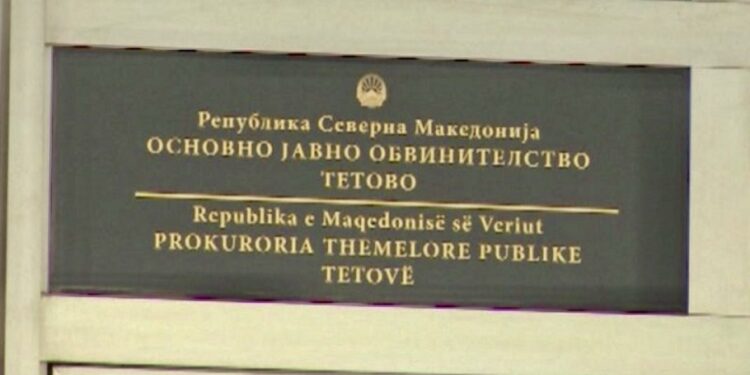 Република Северна Македонија
ОСНОВНО ЈАВНО ОБВИНИТЕЛСТВО
ТЕТОВО
Republika e Maqedonisë së Veriut
PROKURORIA THEMELORE PUBLIKE
TETOVË